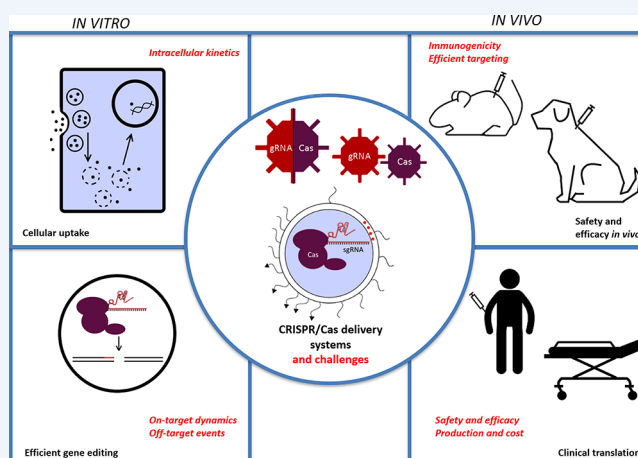 IN VITRO
IN VIVO
Intracellular kinetics
Cellular uptake
Immunogenicity
Efficient targeting
Safety and
efficacy in vivo
gRNA
Cas
gRNA
Cas
Cas
sgRNA
CRISPR/Cas delivery
systems
and challenges
On-target dynamics
Off-target events
Efficient gene editing
Safety and efficacy
Production and cost
Clinical translation